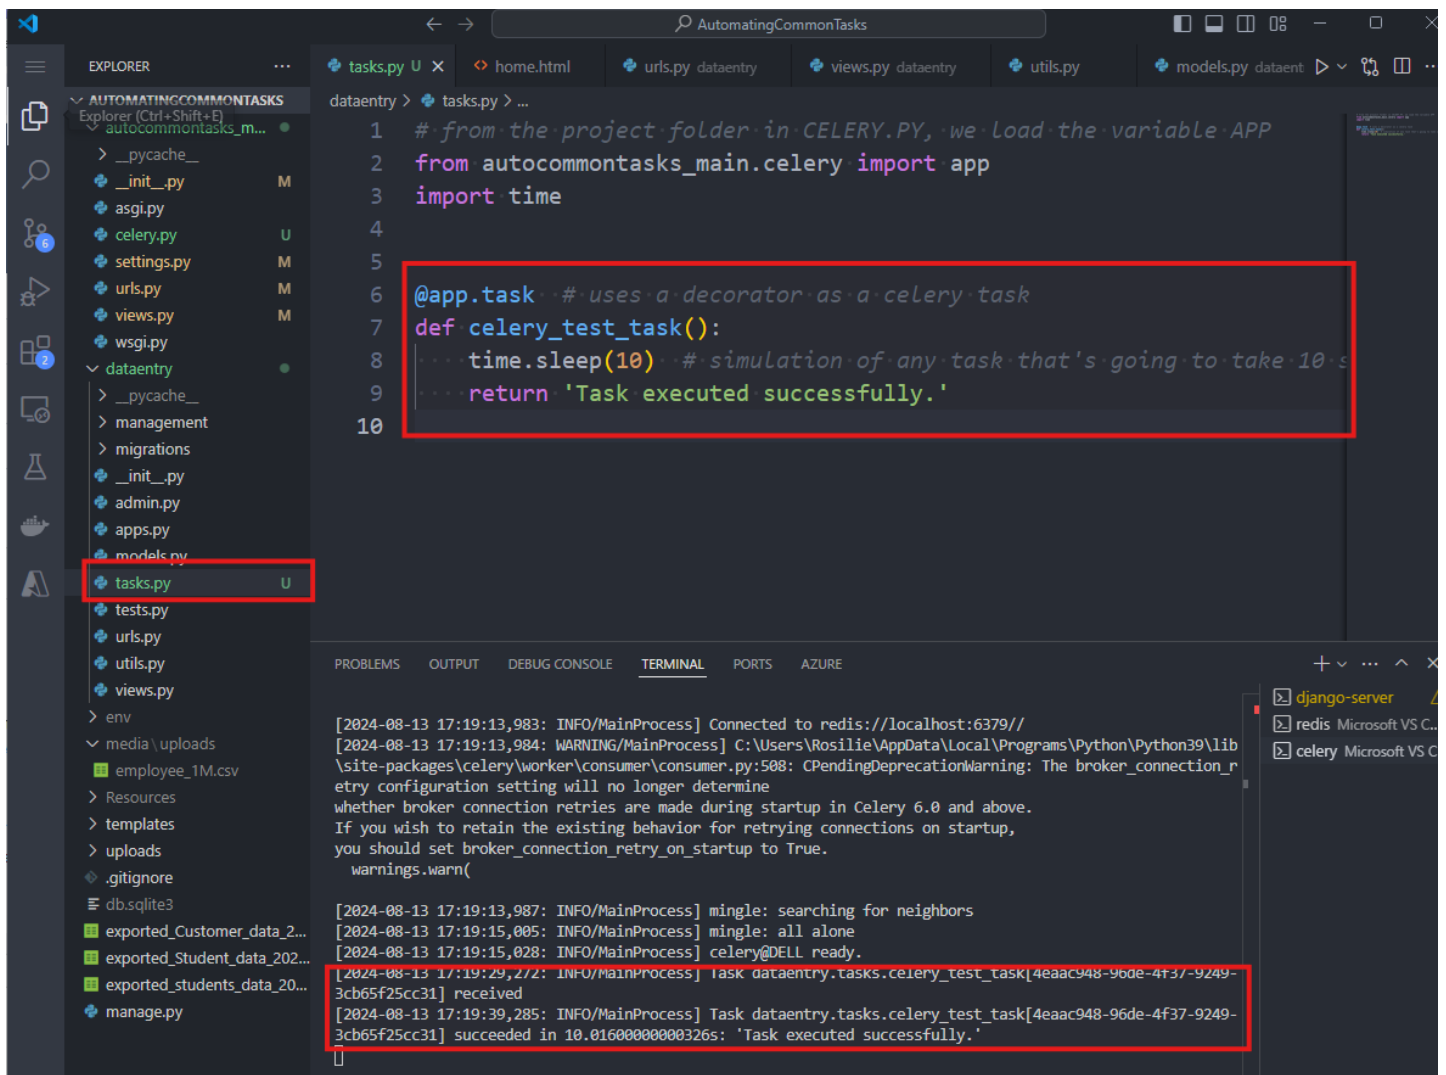 AutomatingCommonTasks
EXPLORER
tasks.py U
home.html
urls.py dataentry
views.py dataentry
utils.py
models.py dataent
AUTOMATINGCOMMONTASKS
Explorer (Ctrl+Shift+E)
autocommontasks_m...
__pycache__
__init__.py M
asgi.py
celery.py U
settings.py M
urls.py M
views.py M
wsgi.py
dataentry
__pycache__
management
migrations
__init__.py
admin.py
apps.py
models.py
tasks.py U
tests.py
urls.py
utils.py
views.py
env
media\uploads
employee_1M.csv
Resources
templates
uploads
.gitignore
db.sqlite3
exported_Customer_data_2...
exported_Student_data_202...
exported_students_data_20...
manage.py
6
2
dataentry > tasks.py > ...
1 # from the project folder in CELERY.PY, we load the variable APP
2 from autocommontasks_main.celery import app
3 import time
4
5
6 @app.task  # uses a decorator as a celery task
7 def celery_test_task():
8     time.sleep(10)  # simulation of any task that's going to take 10 s
9     return 'Task executed successfully.'
10
PROBLEMS OUTPUT DEBUG CONSOLE TERMINAL PORTS AZURE
[2024-08-13 17:19:13,983: INFO/MainProcess] Connected to redis://localhost:6379//
[2024-08-13 17:19:13,984: WARNING/MainProcess] C:\Users\Rosilie\AppData\Local\Programs\Python\Python39\lib
\site-packages\celery\worker\consumer\consumer.py:508: CPendingDeprecationWarning: The broker_connection_r
etry configuration setting will no longer determine
whether broker connection retries are made during startup in Celery 6.0 and above.
If you wish to retain the existing behavior for retrying connections on startup,
you should set broker_connection_retry_on_startup to True.
  warnings.warn(
[2024-08-13 17:19:13,987: INFO/MainProcess] mingle: searching for neighbors
[2024-08-13 17:19:15,005: INFO/MainProcess] mingle: all alone
[2024-08-13 17:19:15,028: INFO/MainProcess] celery@DELL ready.
[2024-08-13 17:19:29,272: INFO/MainProcess] Task dataentry.tasks.celery_test_task[4eaac948-96de-4f37-9249-
3cb65f25cc31] received
[2024-08-13 17:19:39,285: INFO/MainProcess] Task dataentry.tasks.celery_test_task[4eaac948-96de-4f37-9249-
3cb65f25cc31] succeeded in 10.01600000000326s: 'Task executed successfully.'
django-server
redis Microsoft VS C...
celery Microsoft VS C